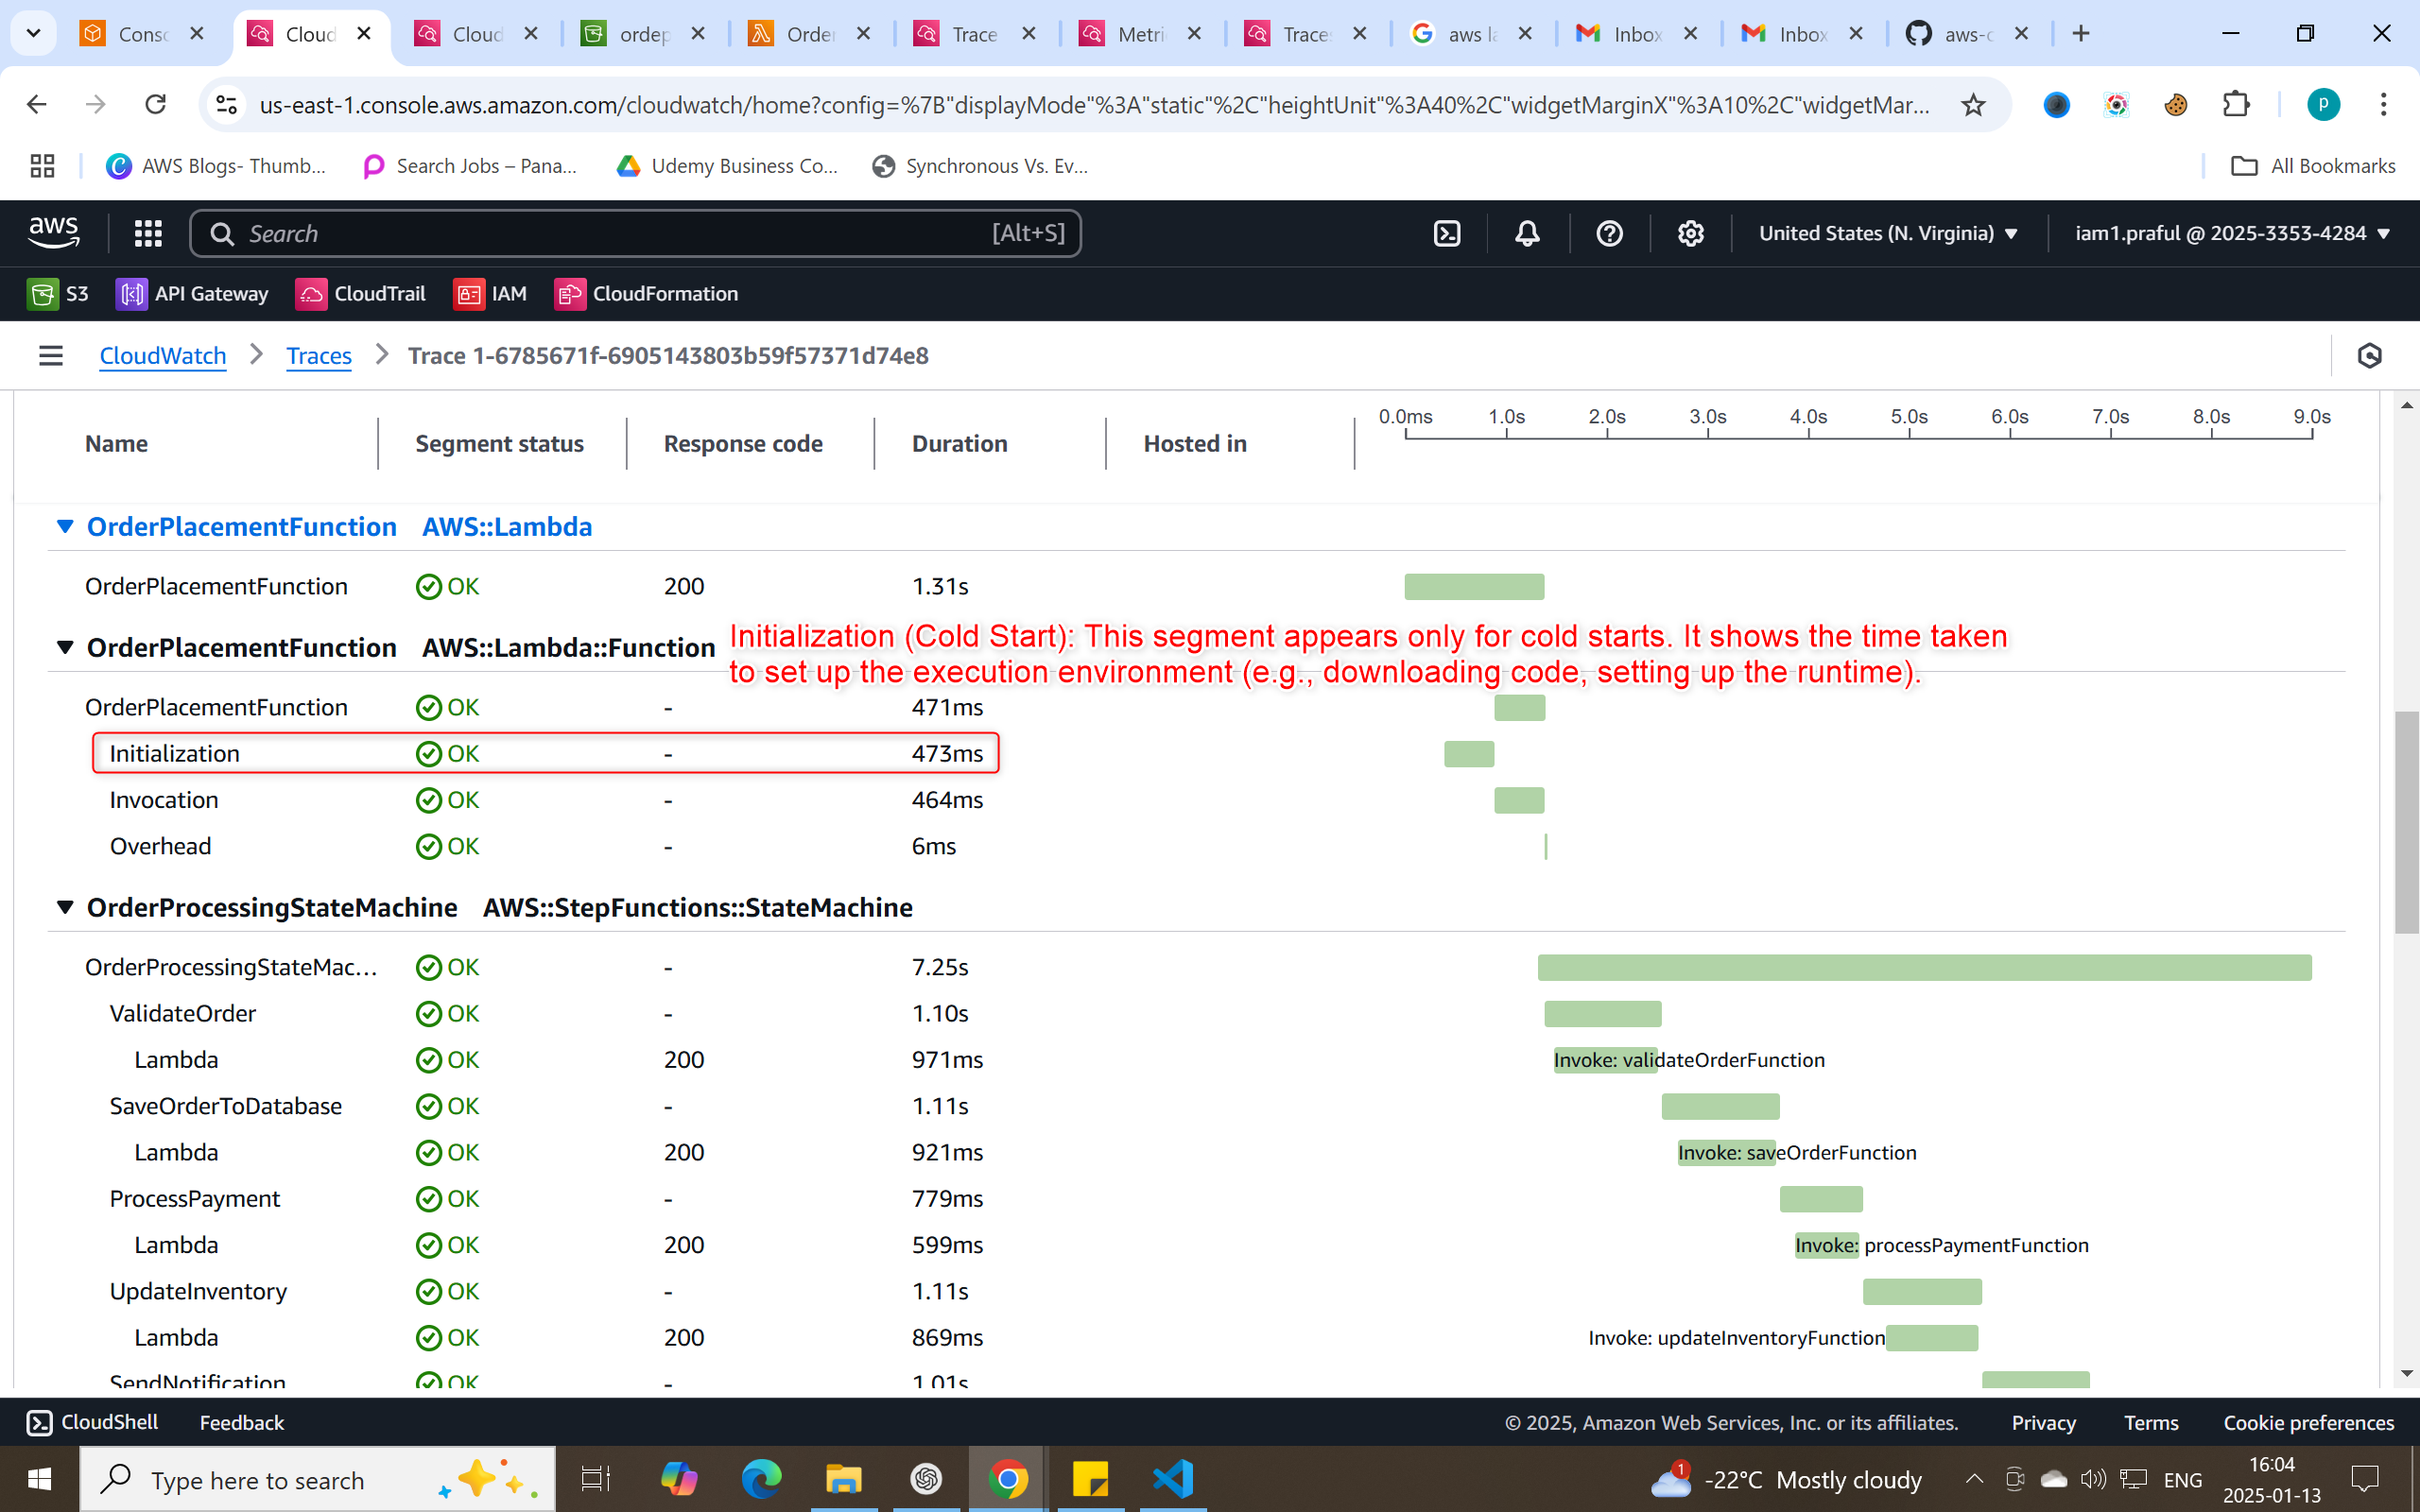 Conso
Cloud
Cloud
ordep
Order
Trace
Metri
Traces
aws la
Inbox
Inbox
aws-c
us-east-1.console.aws.amazon.com/cloudwatch/home?config=%7B"displayMode"%3A"static"%2C"heightUnit"%3A40%2C"widgetMarginX"%3A10%2C"widgetMar...
p
AWS Blogs- Thumb...
Search Jobs – Pana...
Udemy Business Co...
Synchronous Vs. Ev...
All Bookmarks
aws
Search
[Alt+S]
United States (N. Virginia)
iam1.praful @ 2025-3353-4284
S3
API Gateway
CloudTrail
IAM
CloudFormation
CloudWatch > Traces > Trace 1-6785671f-6905143803b59f57371d74e8
0.0ms 1.0s 2.0s 3.0s 4.0s 5.0s 6.0s 7.0s 8.0s 9.0s
Name Segment status Response code Duration Hosted in
OrderPlacementFunction AWS::Lambda
OrderPlacementFunction OK 200 1.31s
OrderPlacementFunction AWS::Lambda::Function
Initialization (Cold Start): This segment appears only for cold starts. It shows the time taken
to set up the execution environment (e.g., downloading code, setting up the runtime).
OrderPlacementFunction OK - 471ms
Initialization OK - 473ms
Invocation OK - 464ms
Overhead OK - 6ms
OrderProcessingStateMachine AWS::StepFunctions::StateMachine
OrderProcessingStateMac... OK - 7.25s
ValidateOrder OK - 1.10s
Lambda OK 200 971ms Invoke: validateOrderFunction
SaveOrderToDatabase OK - 1.11s
Lambda OK 200 921ms Invoke: saveOrderFunction
ProcessPayment OK - 779ms
Lambda OK 200 599ms Invoke: processPaymentFunction
UpdateInventory OK - 1.11s
Lambda OK 200 869ms Invoke: updateInventoryFunction
SendNotification OK - 1.01s
CloudShell
Feedback
© 2025, Amazon Web Services, Inc. or its affiliates.
Privacy
Terms
Cookie preferences
Type here to search
1
-22°C Mostly cloudy
ENG
16:04
2025-01-13